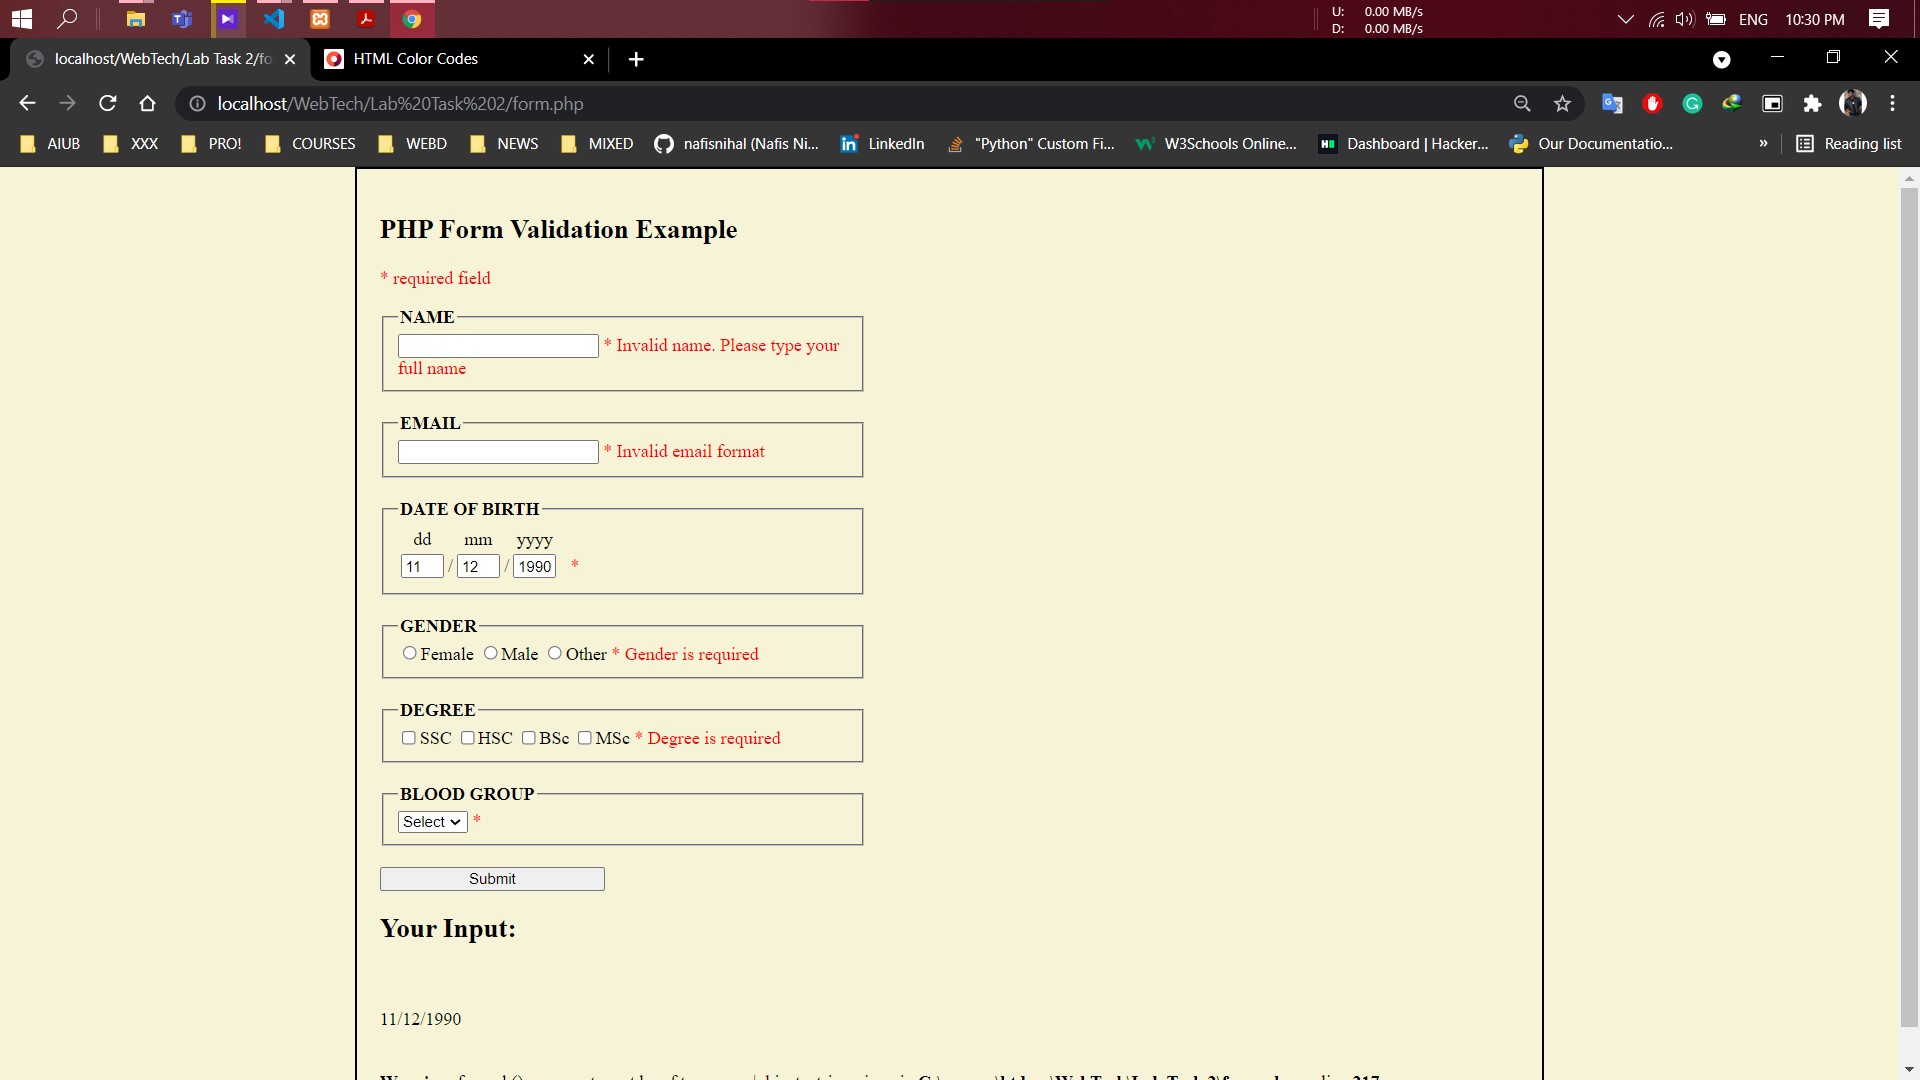 U: 0.00 MB/s
D: 0.00 MB/s
ENG 10:30 PM
localhost/WebTech/Lab Task 2/fo
HTML Color Codes
localhost/WebTech/Lab%20Task%202/form.php
AIUB XXX PRO! COURSES WEBD NEWS MIXED nafisnihal (Nafis Ni... LinkedIn "Python" Custom Fi... W3Schools Online... Dashboard | Hacker... Our Documentatio... » Reading list
PHP Form Validation Example
* required field
NAME
* Invalid name. Please type your
full name
EMAIL
* Invalid email format
DATE OF BIRTH
dd mm yyyy
11 / 12 / 1990 *
GENDER
Female Male Other * Gender is required
DEGREE
SSC HSC BSc MSc * Degree is required
BLOOD GROUP
Select *
Submit
Your Input:
11/12/1990